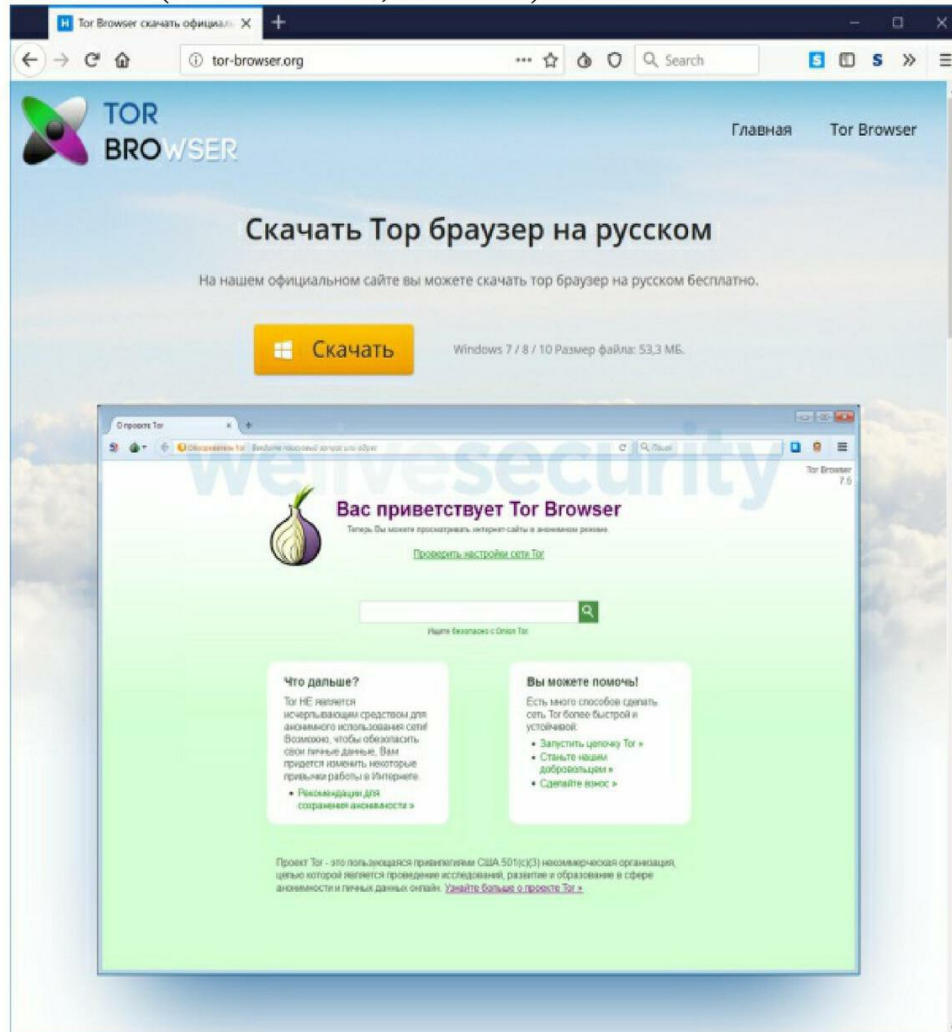 Tor Browser скачать официал
tor-browser.org
Search
TOR
BROWSER
Главная
Tor Browser
Скачать Тор браузер на русском
На нашем официальном сайте вы можете скачать тор браузер на русском бесплатно.
Скачать
Windows 7 / 8 / 10 Размер файла: 53,3 МБ.
О проекте Tor
welivesecurity
Tor Browser
7.5
Вас приветствует Tor Browser
Теперь Вы можете просматривать интернет-сайты в анонимном режиме.
Проверить настройки сети Tor
Ищите безопасно с
Что дальше?
Tor НЕ является
исчерпывающим средством для
анонимного использования сети!
Возможно, чтобы обезопасить
свои личные данные, Вам
придется изменить некоторые
привычки работы в Интернете.
• Рекомендации для
сохранения анонимности »
Вы можете помочь!
Есть много способов сделать
сеть Tor более быстрой и
устойчивой:
• Запустить цепочку Tor »
• Станьте нашим
добровольцем »
• Сделайте взнос »
Проект Tor - это пользующаяся привилегиями США 501(c)(3) некоммерческая организация,
целью которой является проведение исследований, развитие и образование в сфере
анонимности и личных данных онлайн. Узнайте больше о проекте Tor »